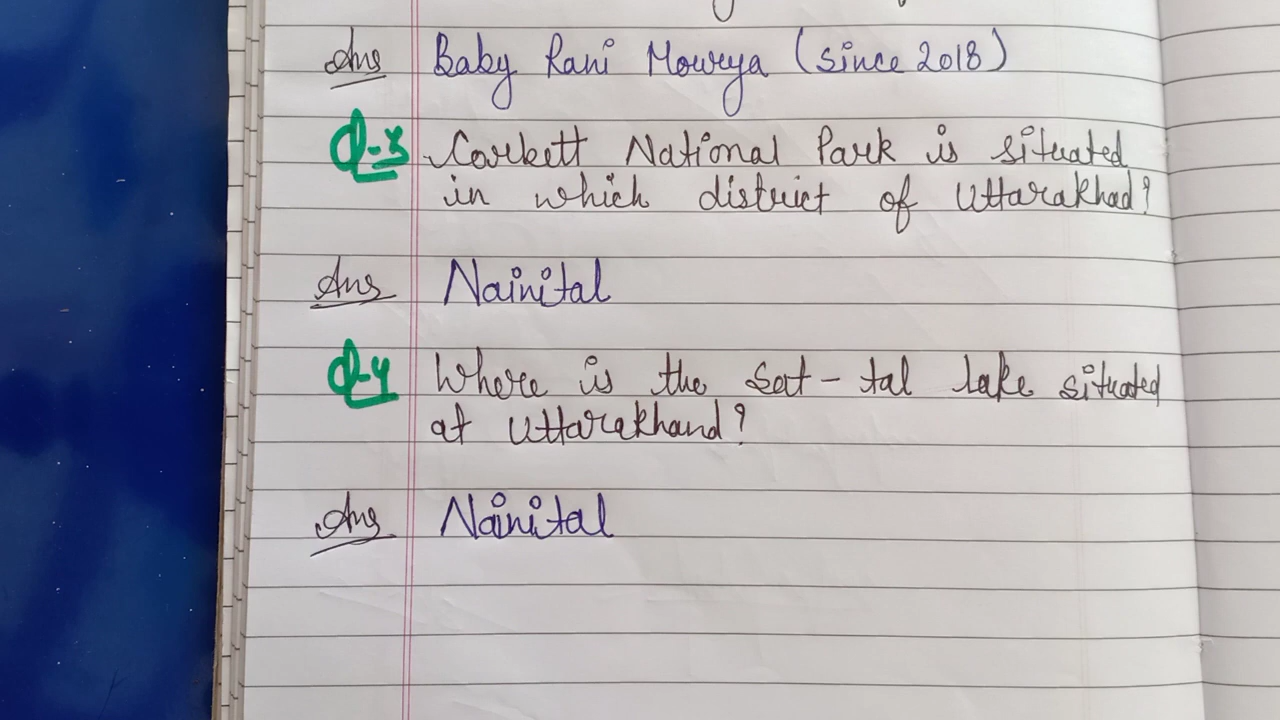 Ans Baby Rani Mourya (since 2018)
Q-3 Corbett National Park is situated
in which district of Uttarakhad?
Ans Nainital
Q-4 Where is the Sat-tal lake situated
at Uttarakhand?
Ans Nainital